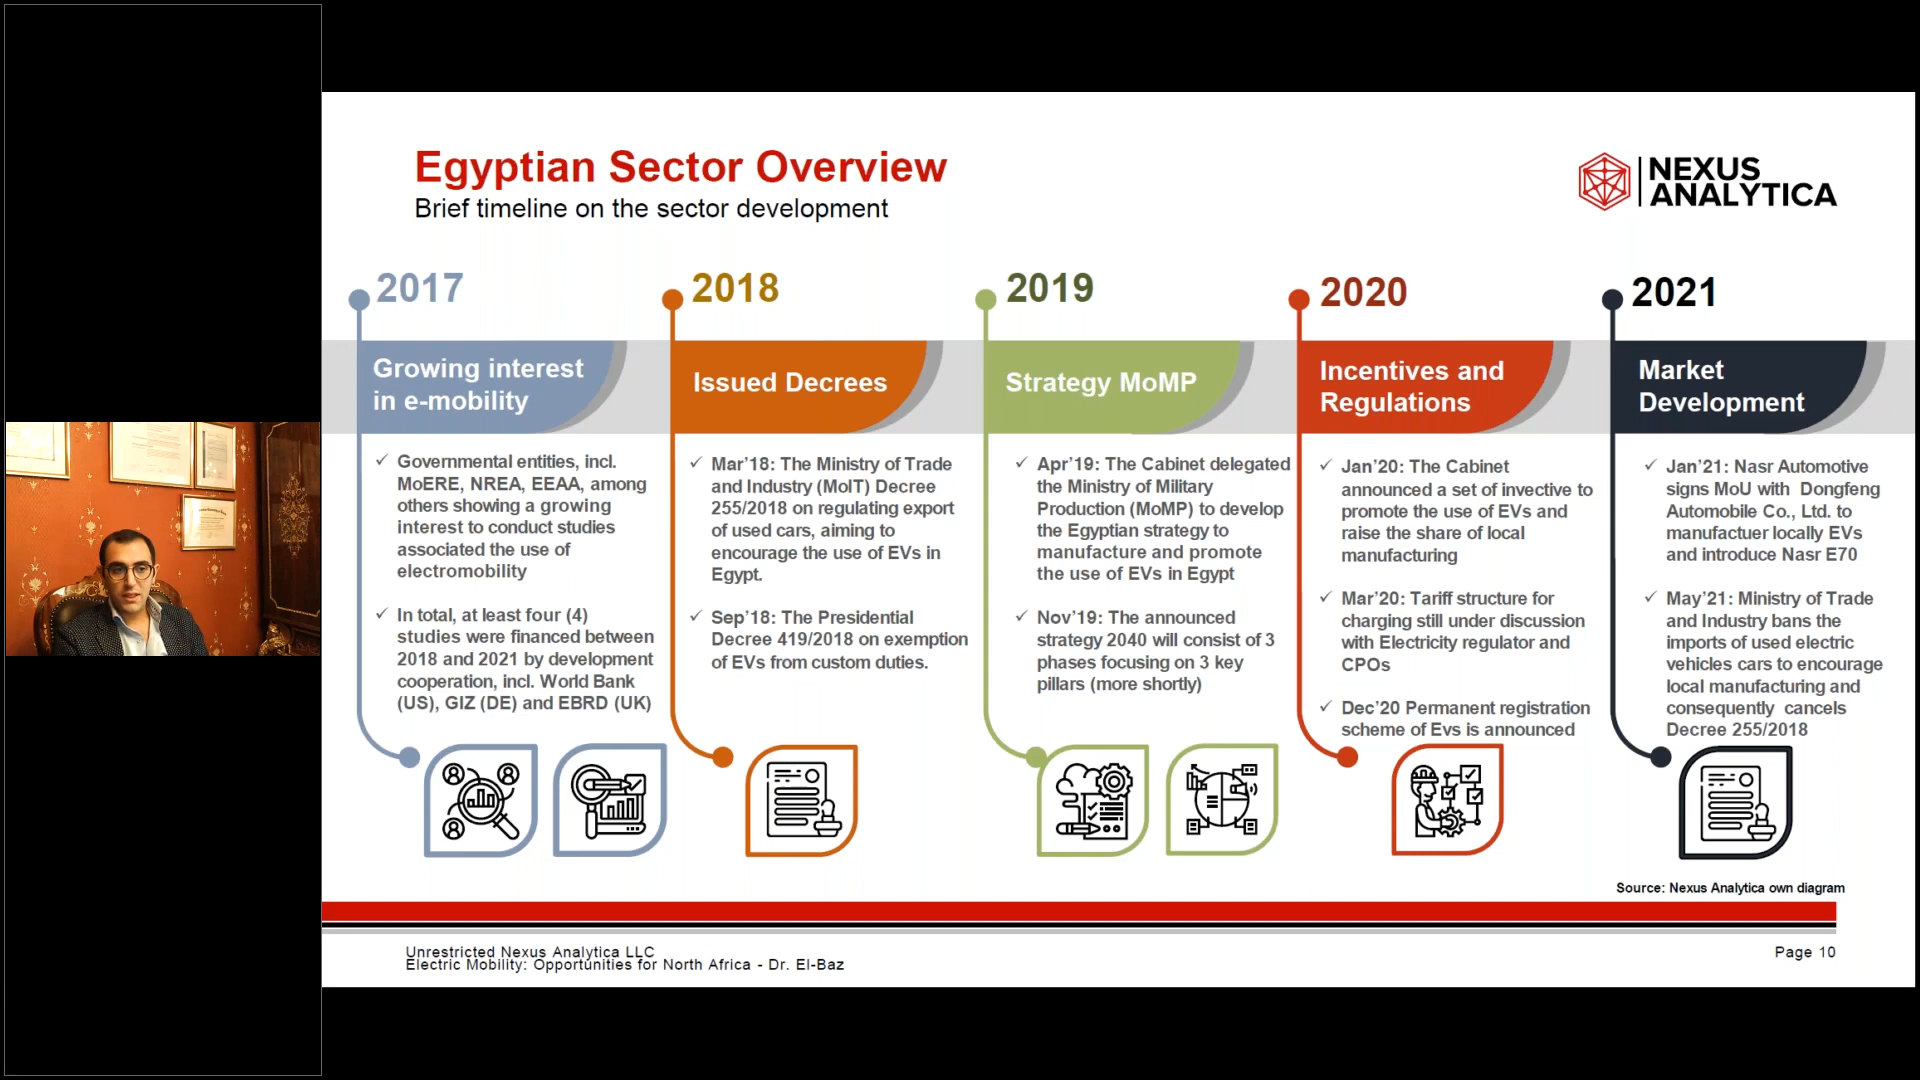 Egyptian Sector Overview
Brief timeline on the sector development
NEXUS
ANALYTICA
2017
Growing interest
in e-mobility
Governmental entities, incl.
MoERE, NREA, EEAA, among
others showing a growing
interest to conduct studies
associated the use of
electromobility
In total, at least four (4)
studies were financed between
2018 and 2021 by development
cooperation, incl. World Bank
(US), GIZ (DE) and EBRD (UK)
2018
Issued Decrees
Mar’18: The Ministry of Trade
and Industry (MoIT) Decree
255/2018 on regulating export
of used cars, aiming to
encourage the use of EVs in
Egypt.
Sep’18: The Presidential
Decree 419/2018 on exemption
of EVs from custom duties.
2019
Strategy MoMP
Apr’19: The Cabinet delegated
the Ministry of Military
Production (MoMP) to develop
the Egyptian strategy to
manufacture and promote
the use of EVs in Egypt
Nov’19: The announced
strategy 2040 will consist of 3
phases focusing on 3 key
pillars (more shortly)
2020
Incentives and
Regulations
Jan’20: The Cabinet
announced a set of invective to
promote the use of EVs and
raise the share of local
manufacturing
Mar’20: Tariff structure for
charging still under discussion
with Electricity regulator and
CPOs
Dec’20 Permanent registration
scheme of Evs is announced
2021
Market
Development
Jan’21: Nasr Automotive
signs MoU with Dongfeng
Automobile Co., Ltd. to
manufactuer locally EVs
and introduce Nasr E70
May’21: Ministry of Trade
and Industry bans the
imports of used electric
vehicles cars to encourage
local manufacturing and
consequently cancels
Decree 255/2018
Source: Nexus Analytica own diagram
Unrestricted Nexus Analytica LLC
Electric Mobility: Opportunities for North Africa - Dr. El-Baz
Page 10